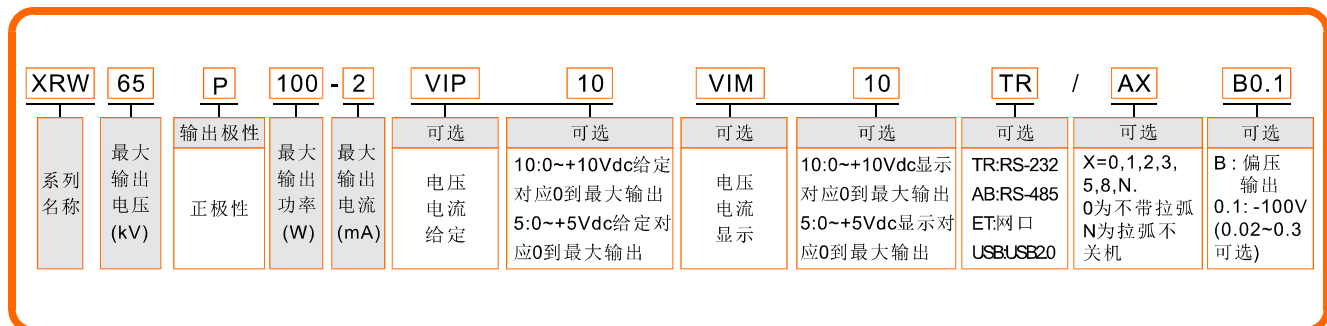 XRW 65 P 100 - 2 VIP 10 VIM 10 TR / AX B0.1
系列
名称
最大
输出
电压
(kV)
输出极性
正极性
最大
输出
功率
(W)
最大
输出
电流
(mA)
可选
电压
电流
给定
可选
10:0~+10Vdc给定
对应0到最大输出
5:0~+5Vdc给定对
应0到最大输出
可选
电压
电流
显示
可选
10:0~+10Vdc显示
对应0到最大输出
5:0~+5Vdc显示对
应0到最大输出
可选
TR:RS-232
AB:RS-485
ET:网口
USB:USB2.0
可选
X=0,1,2,3,
5,8,N.
0为不带拉弧
N为拉弧不
关机
可选
B：偏压
输出
0.1: -100V
(0.02~0.3
可选)